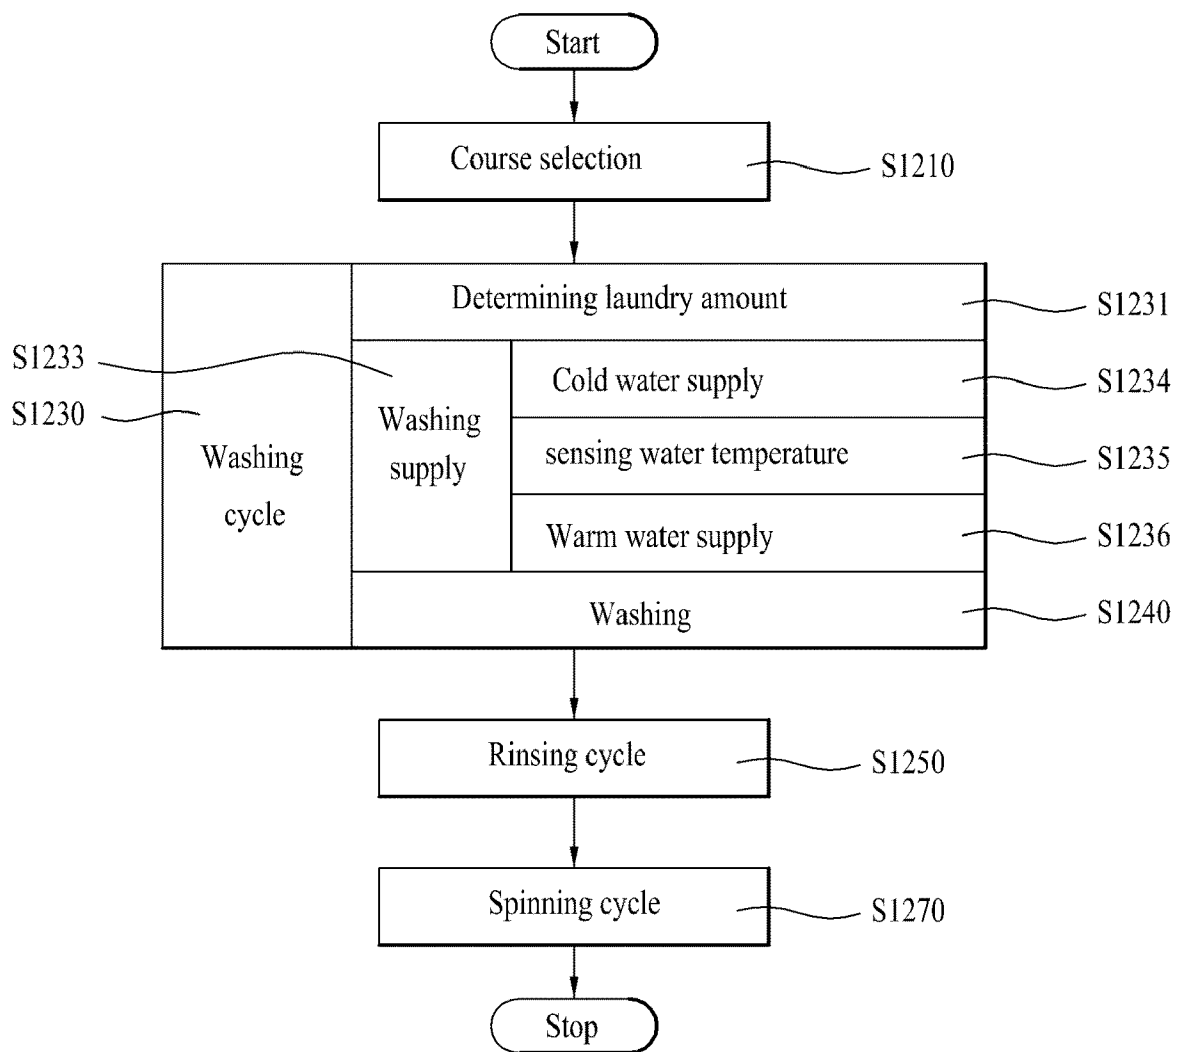 Start
Course selection
S1210
Determining laundry amount
S1231
S1233
S1230
Washing
cycle
Washing
supply
Cold water supply
S1234
sensing water temperature
S1235
Warm water supply
S1236
Washing
S1240
Rinsing cycle
S1250
Spinning cycle
S1270
Stop